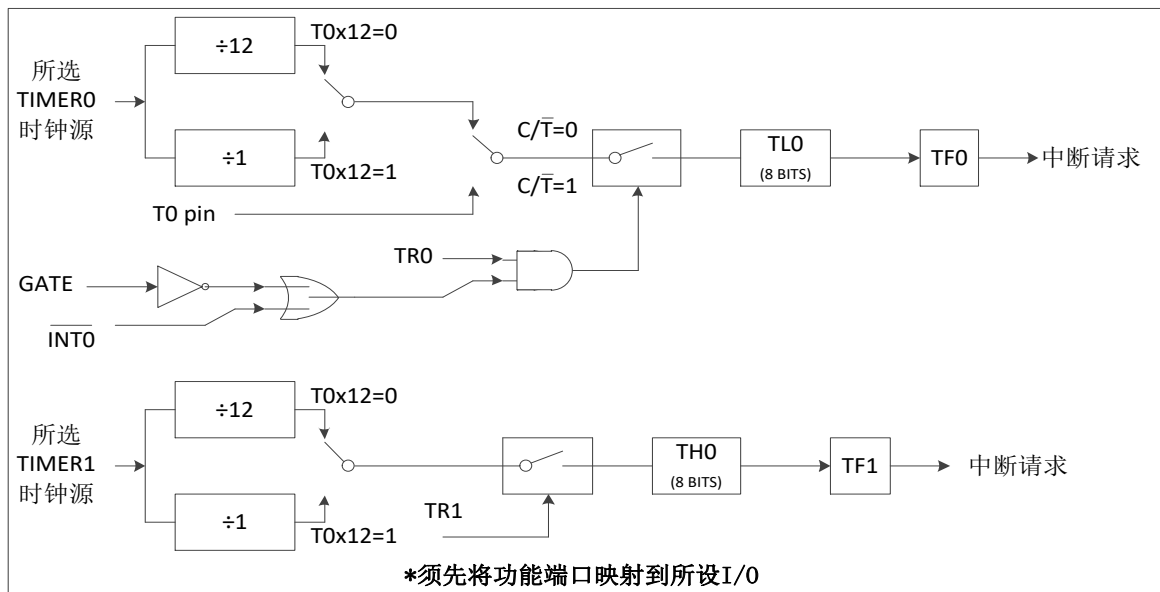 ÷12
T0x12=0
所选
TIMER0
时钟源
÷1
T0x12=1
C/T̅=0
C/T̅=1
TL0
(8 BITS)
TF0
中断请求
T0 pin
TR0
GATE
I̅N̅T̅0̅
÷12
T0x12=0
所选
TIMER1
时钟源
÷1
T0x12=1
TR1
TH0
(8 BITS)
TF1
中断请求
*须先将功能端口映射到所设I/O